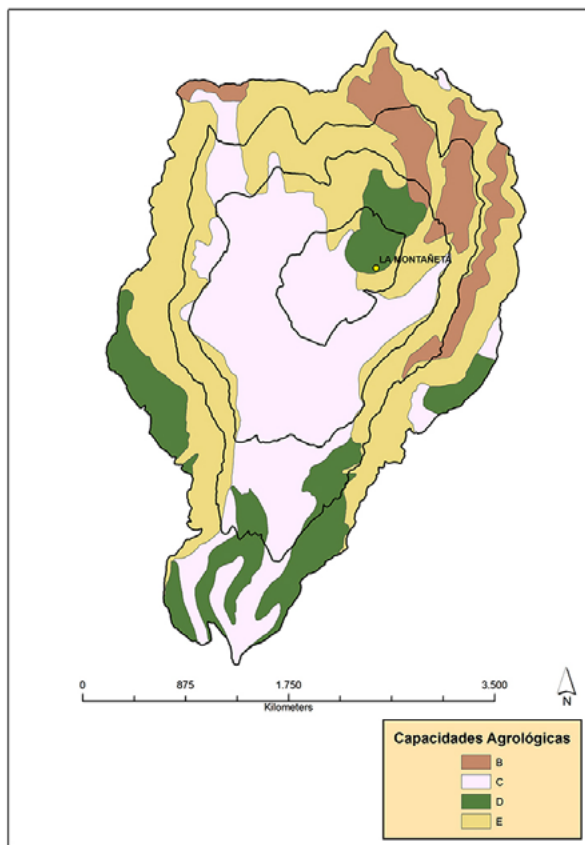 LA MONTAÑETA
0 875 1.750 3.500
Kilometers
N
Capacidades Agrológicas
B
C
D
E